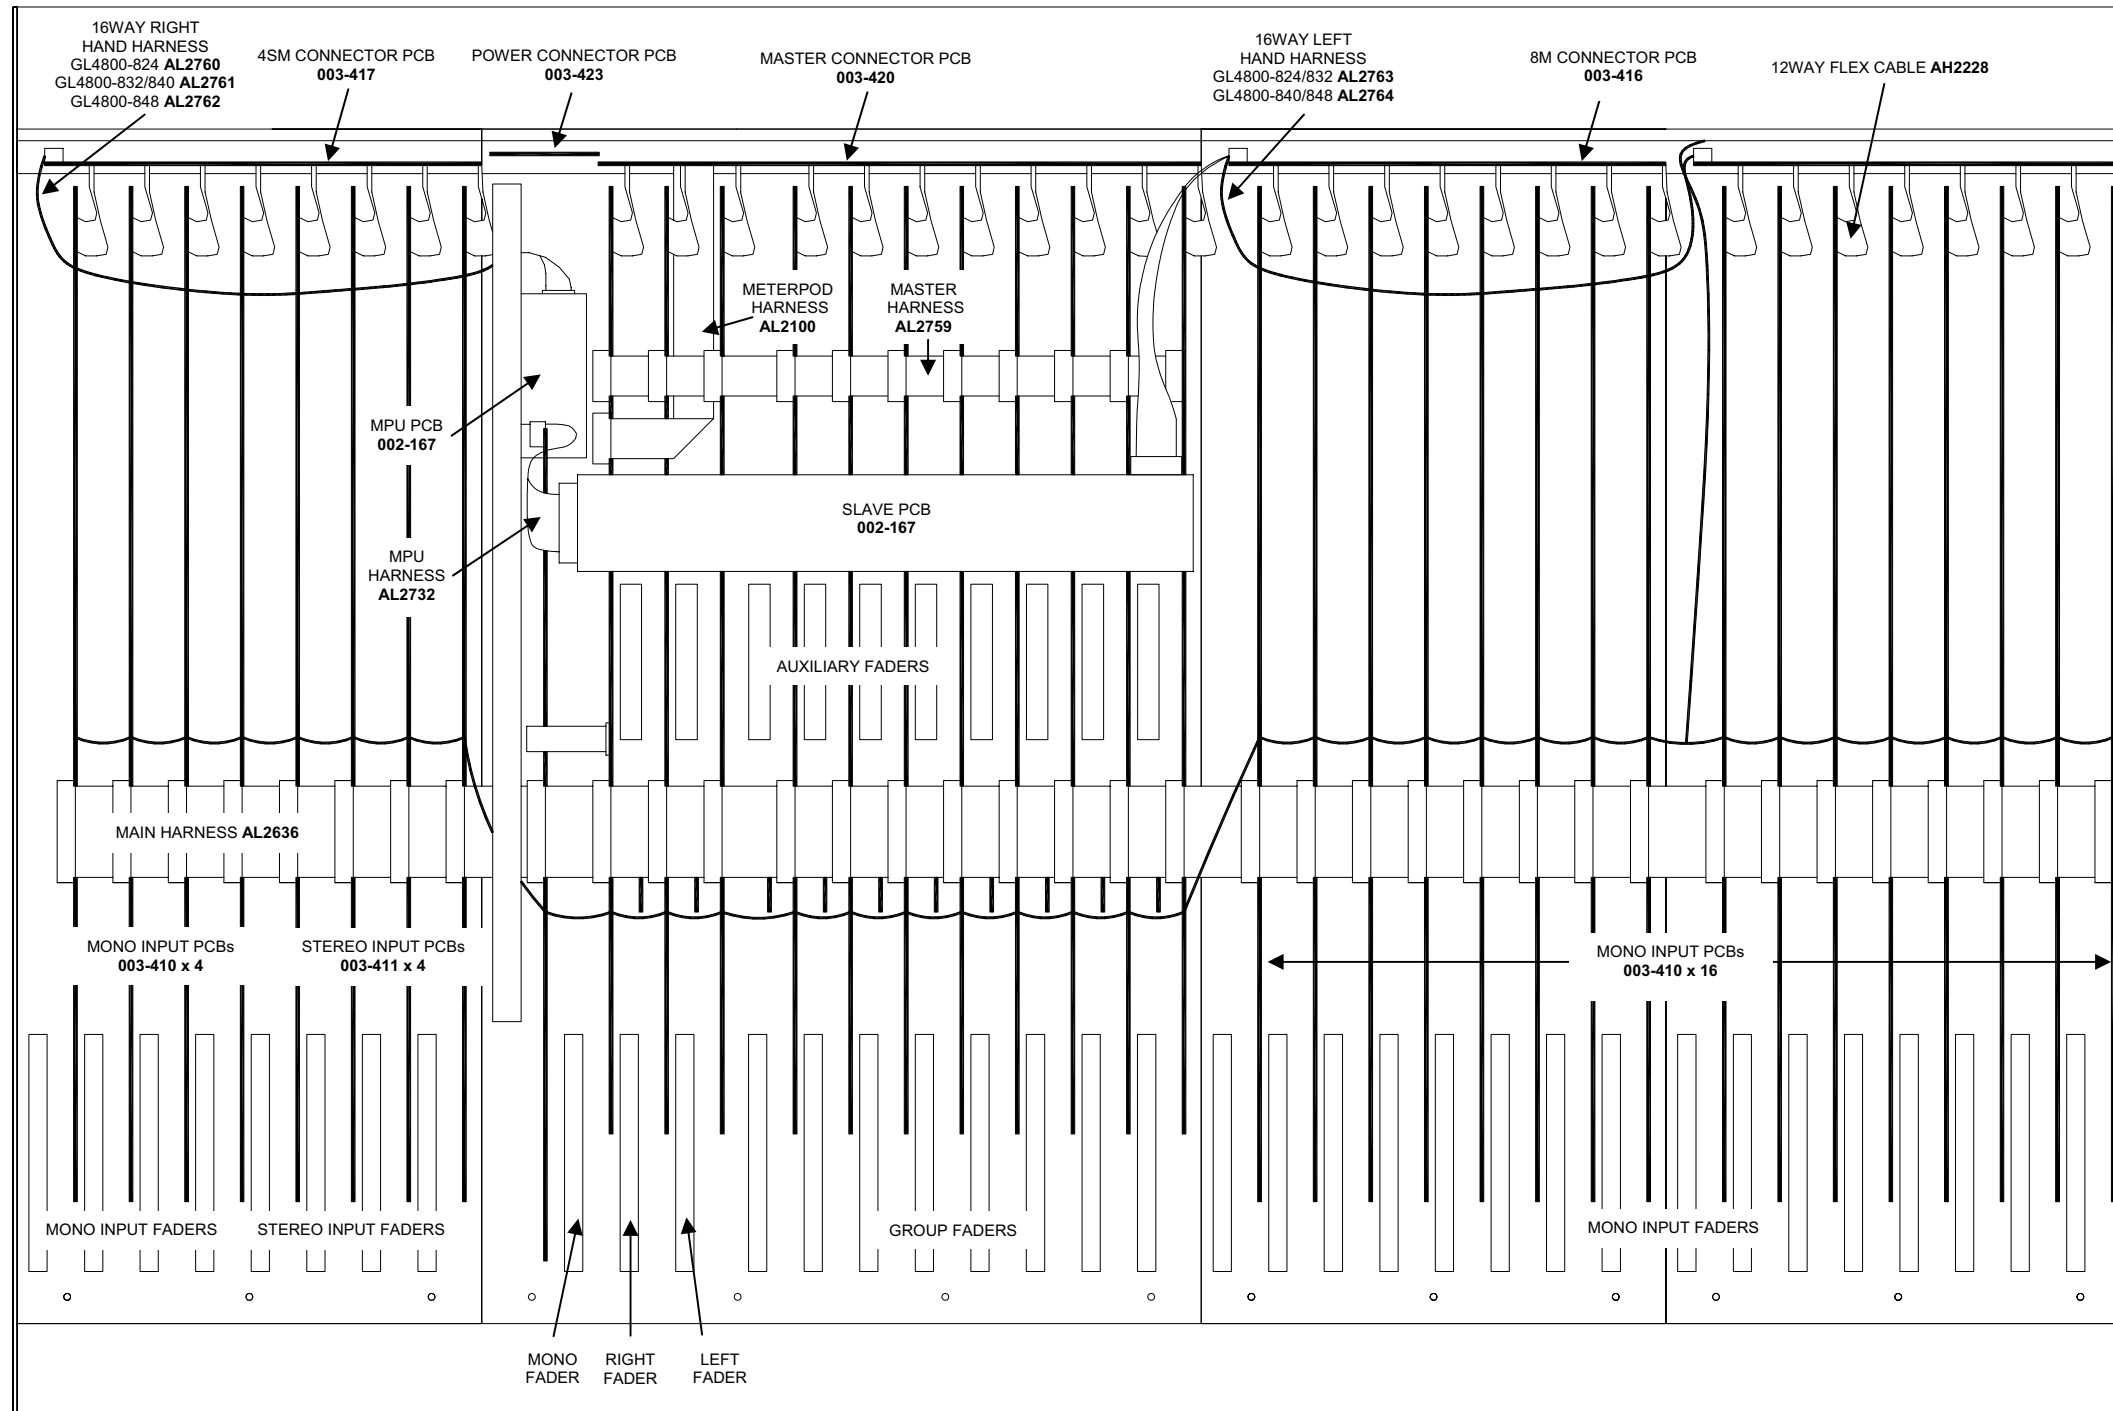 16WAY RIGHT
HAND HARNESS
GL4800-824 AL2760
GL4800-832/840 AL2761
GL4800-848 AL2762
4SM CONNECTOR PCB
003-417
POWER CONNECTOR PCB
003-423
MASTER CONNECTOR PCB
003-420
16WAY LEFT
HAND HARNESS
GL4800-824/832 AL2763
GL4800-840/848 AL2764
8M CONNECTOR PCB
003-416
12WAY FLEX CABLE AH2228
METERPOD
HARNESS
AL2100
MASTER
HARNESS
AL2759
MPU PCB
002-167
SLAVE PCB
002-167
MPU
HARNESS
AL2732
AUXILIARY FADERS
MAIN HARNESS AL2636
MONO INPUT PCBs
003-410 x 4
STEREO INPUT PCBs
003-411 x 4
MONO INPUT PCBs
003-410 x 16
MONO INPUT FADERS
STEREO INPUT FADERS
GROUP FADERS
MONO INPUT FADERS
MONO
FADER
RIGHT
FADER
LEFT
FADER